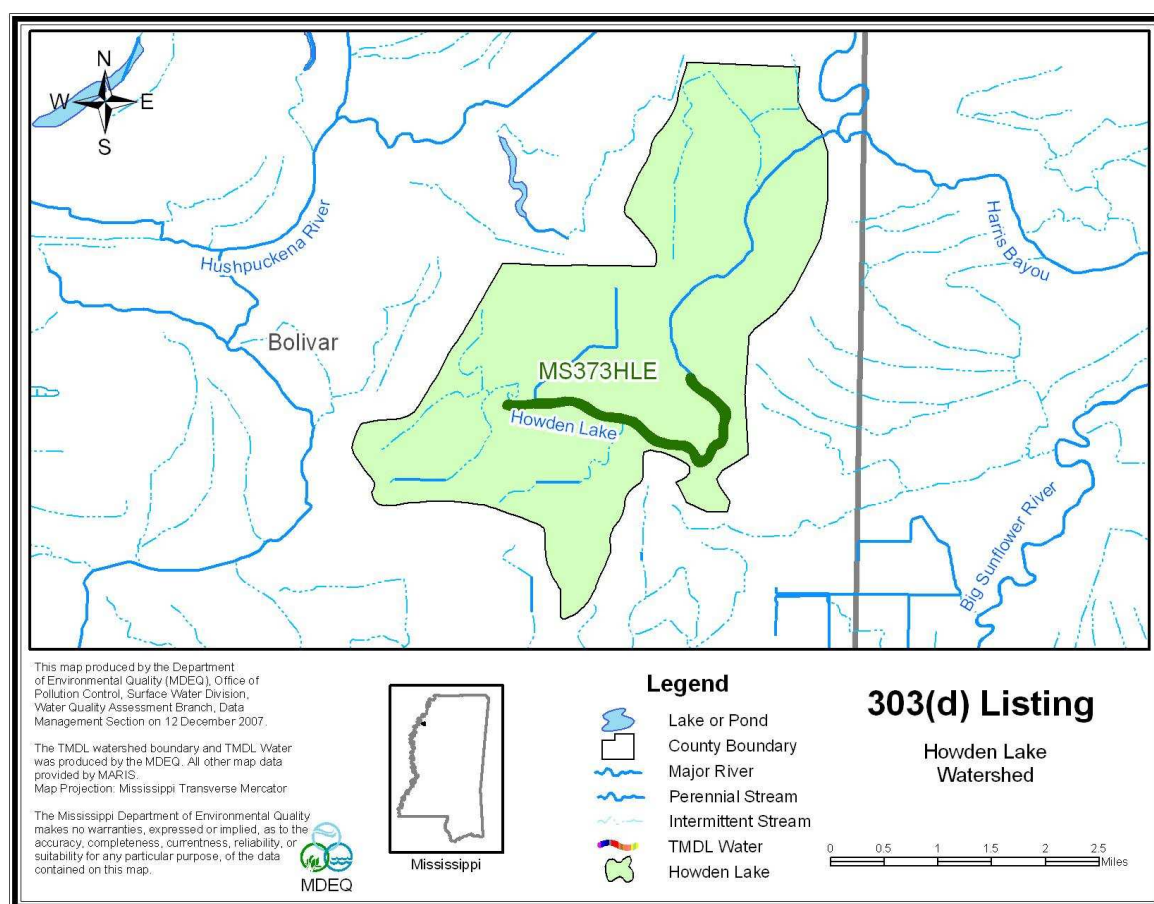 N
W E
S
Hushpuckena River
Bolivar
MS373HLE
Howden Lake
Harris Bayou
Big Sunflower River
This map produced by the Department
of Environmental Quality (MDEQ), Office of
Pollution Control, Surface Water Division,
Water Quality Assessment Branch, Data
Management Section on 12 December 2007.
The TMDL watershed boundary and TMDL Water
was produced by the MDEQ. All other map data
provided by MARIS.
Map Projection: Mississippi Transverse Mercator
The Mississippi Department of Environmental Quality
makes no warranties, expressed or implied, as to the
accuracy, completeness, currentness, reliability, or
suitability for any particular purpose, of the data
contained on this map.
MDEQ
Mississippi
Legend
Lake or Pond
County Boundary
Major River
Perennial Stream
Intermittent Stream
TMDL Water
Howden Lake
303(d) Listing
Howden Lake
Watershed
0 0.5 1 1.5 2 2.5
Miles